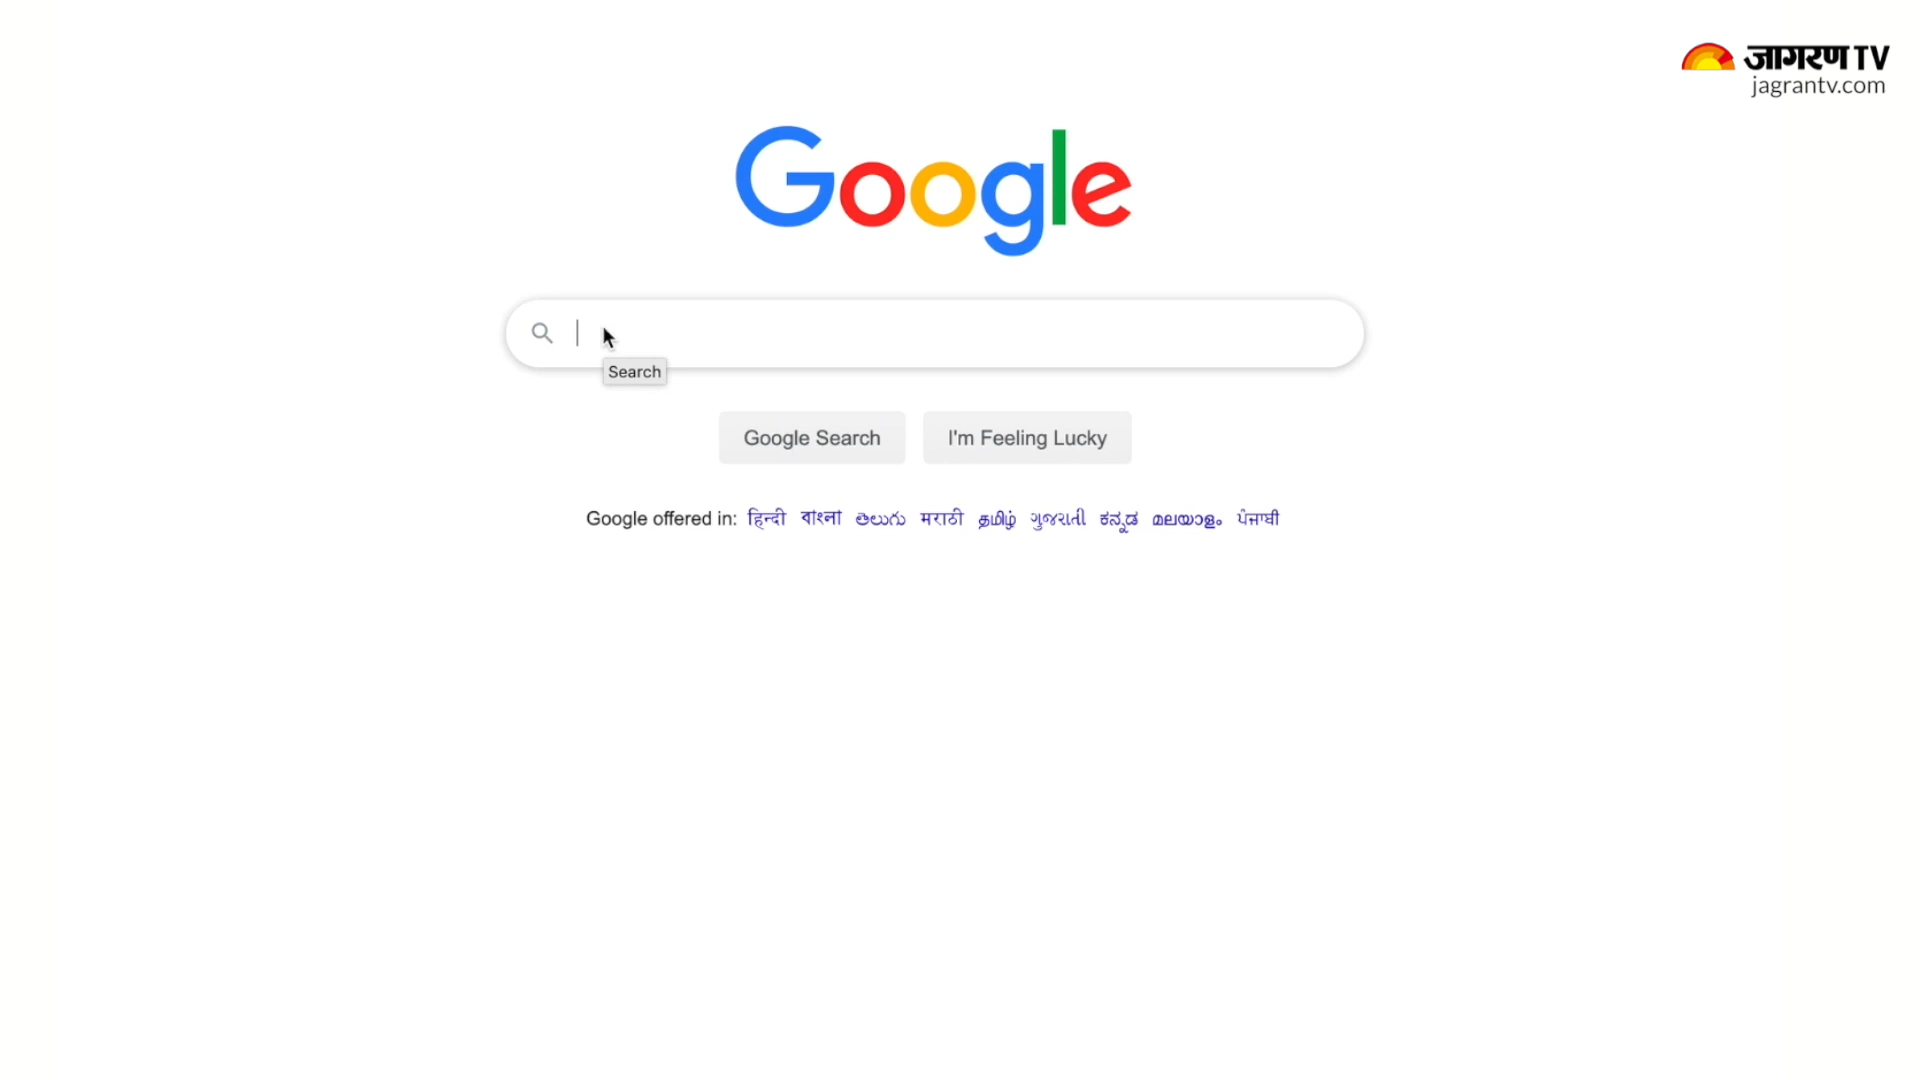 जागरण TV
jagrantv.com
Google
Search
Google Search
I'm Feeling Lucky
Google offered in: हिन्दी বাংলা తెలుగు मराठी தமிழ் ગુજરાતી ಕನ್ನಡ മലയാളം ਪੰਜਾਬੀ